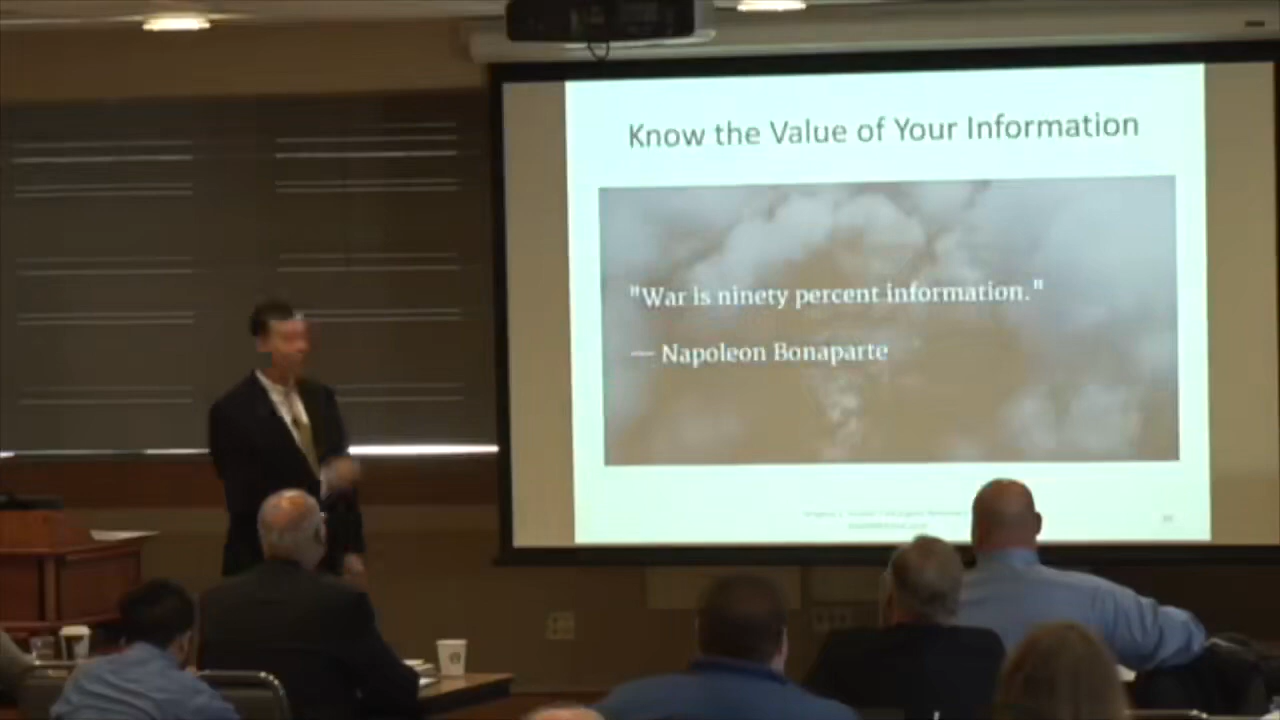 Know the Value of Your Information
"War is ninety percent information."
— Napoleon Bonaparte